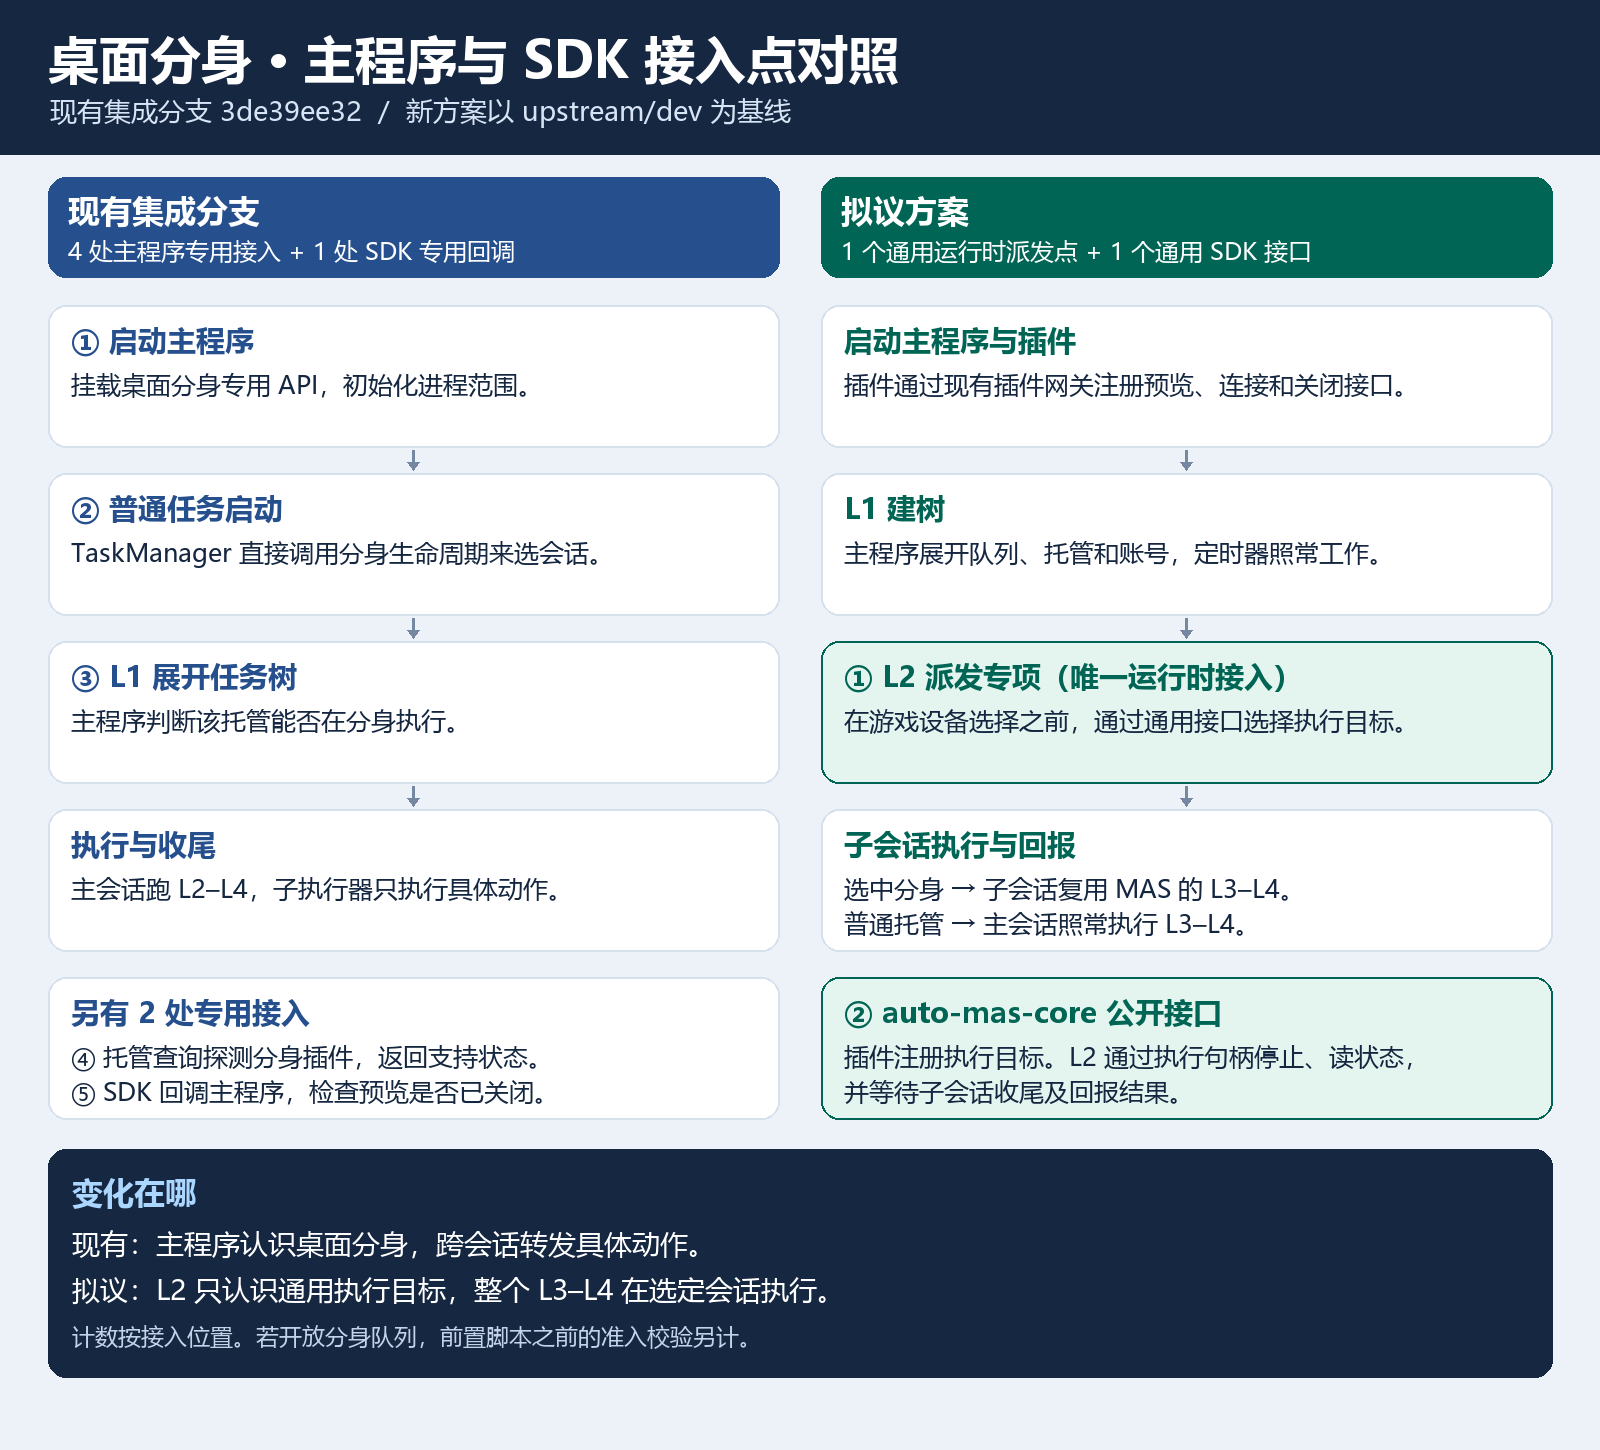 桌面分身 • 主程序与 SDK 接入点对照
现有集成分支 3de39ee32 / 新方案以 upstream/dev 为基线
现有集成分支
4 处主程序专用接入 + 1 处 SDK 专用回调
① 启动主程序
挂载桌面分身专用 API，初始化进程范围。
② 普通任务启动
TaskManager 直接调用分身生命周期来选会话。
③ L1 展开任务树
主程序判断该托管能否在分身执行。
执行与收尾
主会话跑 L2–L4，子执行器只执行具体动作。
另有 2 处专用接入
④ 托管查询探测分身插件，返回支持状态。
⑤ SDK 回调主程序，检查预览是否已关闭。
拟议方案
1 个通用运行时派发点 + 1 个通用 SDK 接口
启动主程序与插件
插件通过现有插件网关注册预览、连接和关闭接口。
L1 建树
主程序展开队列、托管和账号，定时器照常工作。
① L2 派发专项（唯一运行时接入）
在游戏设备选择之前，通过通用接口选择执行目标。
子会话执行与回报
选中分身 → 子会话复用 MAS 的 L3–L4。
普通托管 → 主会话照常执行 L3–L4。
② auto-mas-core 公开接口
插件注册执行目标。L2 通过执行句柄停止、读状态，
并等待子会话收尾及回报结果。
变化在哪
现有：主程序认识桌面分身，跨会话转发具体动作。
拟议：L2 只认识通用执行目标，整个 L3–L4 在选定会话执行。
计数按接入位置。若开放分身队列，前置脚本之前的准入校验另计。